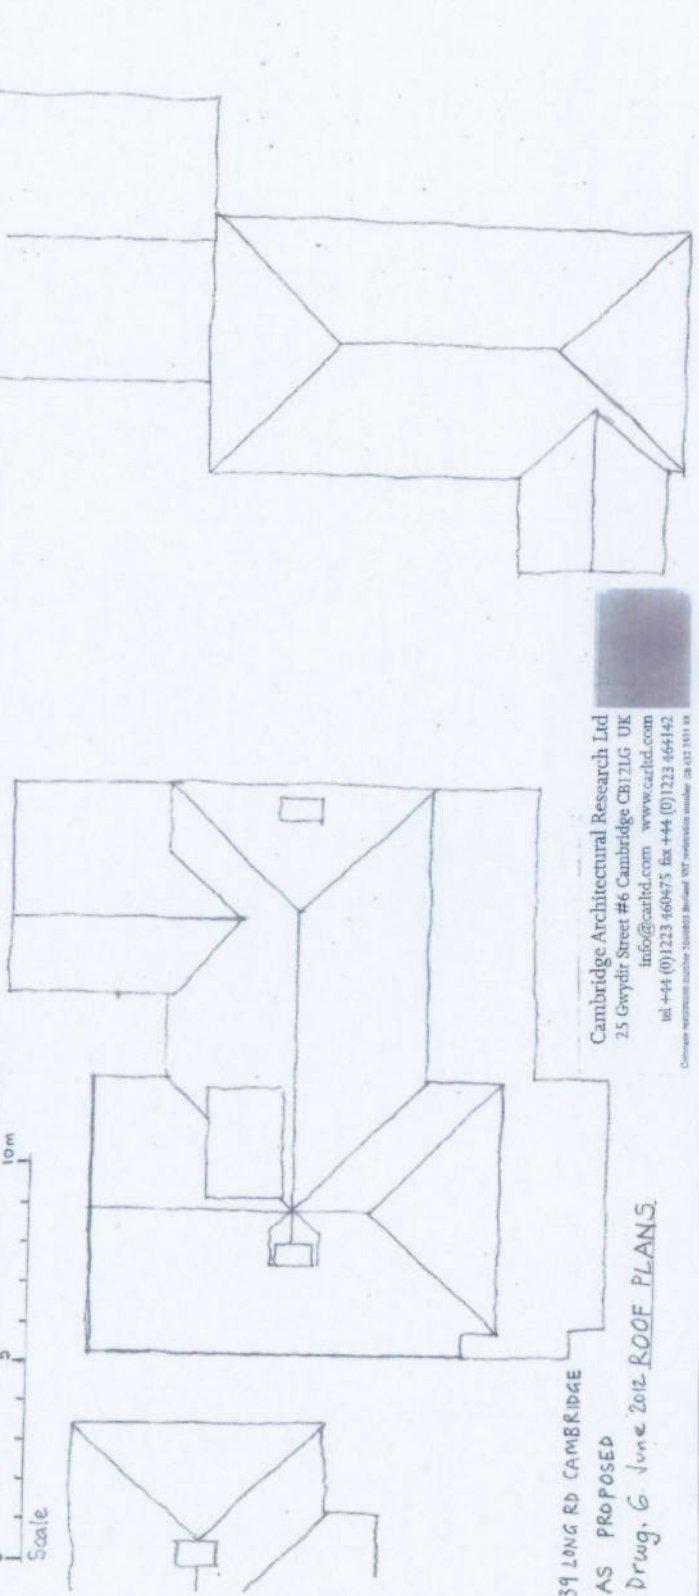 0
5
10m
Scale
39 LONG RD CAMBRIDGE
AS PROPOSED
Drwg. 6 June 2012 ROOF PLANS.
Cambridge Architectural Research Ltd
25 Gwydir Street #6 Cambridge CB1 2LG UK
info@carltd.com www.carltd.com
tel +44 (0)1223 460475 fax +44 (0)1223 464142